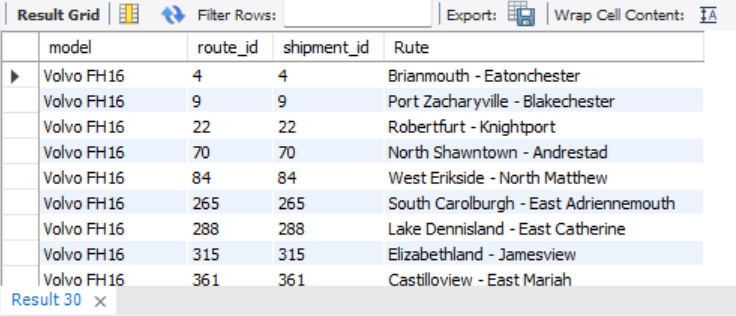 Result Grid Filter Rows: Export: Wrap Cell Content: IA
model route_id shipment_id Rute
Volvo FH16 4 4 Brianmouth - Eatonchester
Volvo FH16 9 9 Port Zacharyville - Blakechester
Volvo FH16 22 22 Robertfurt - Knightport
Volvo FH16 70 70 North Shawntown - Andrestad
Volvo FH16 84 84 West Erikside - North Matthew
Volvo FH16 265 265 South Carolburgh - East Adriennemouth
Volvo FH16 288 288 Lake Dennisland - East Catherine
Volvo FH16 315 315 Elizabethland - Jamesview
Volvo FH16 361 361 Castilloview - East Mariah
Result 30 ×